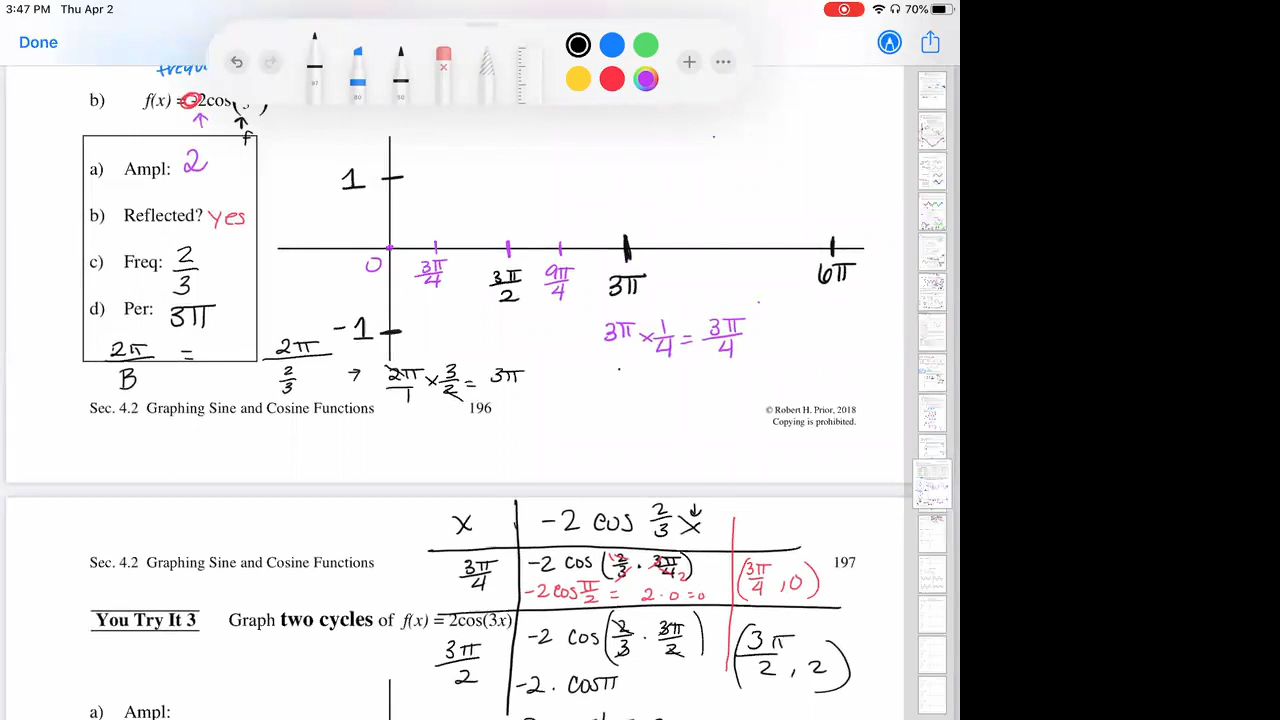 3:47 PM Thu Apr 2
70%
Done
b) f(x) = -2cos(
f
a) Ampl: 2
b) Reflected? yes
c) Freq: 2/3
d) Per: 3π
2π/B = 2π/(2/3) → 2π/1 × 3/2 = 3π
1
0 3π/4 3π/2 9π/4 3π 6π
-1
3π × 1/4 = 3π/4
Sec. 4.2 Graphing Sine and Cosine Functions 196
© Robert H. Prior, 2018
Copying is prohibited.
x -2 cos 2/3 x
Sec. 4.2 Graphing Sine and Cosine Functions 197
3π/4 -2 cos (2/3 · 3π/4) (3π/4, 0)
-2 cos π/2 = 2·0=0
You Try It 3 Graph two cycles of f(x) = 2cos(3x)
3π/2 -2 cos (2/3 · 3π/2) (3π/2, 2)
-2 · cosπ
a) Ampl: